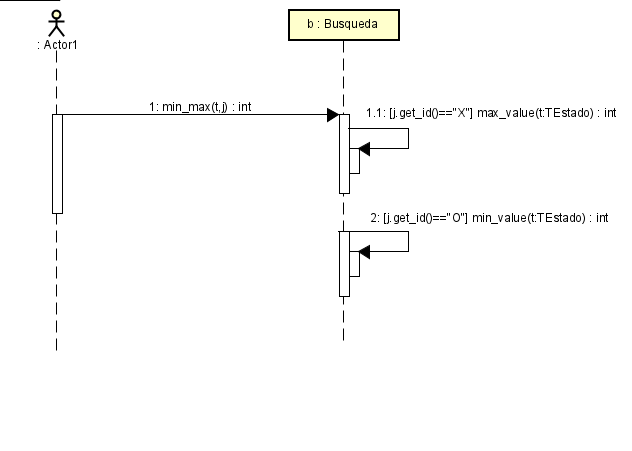 b : Busqueda
: Actor1
1: min_max(t,j) : int
1.1: [j.get_id()=="X"] max_value(t:TEstado) : int
2: [j.get_id()=="O"] min_value(t:TEstado) : int